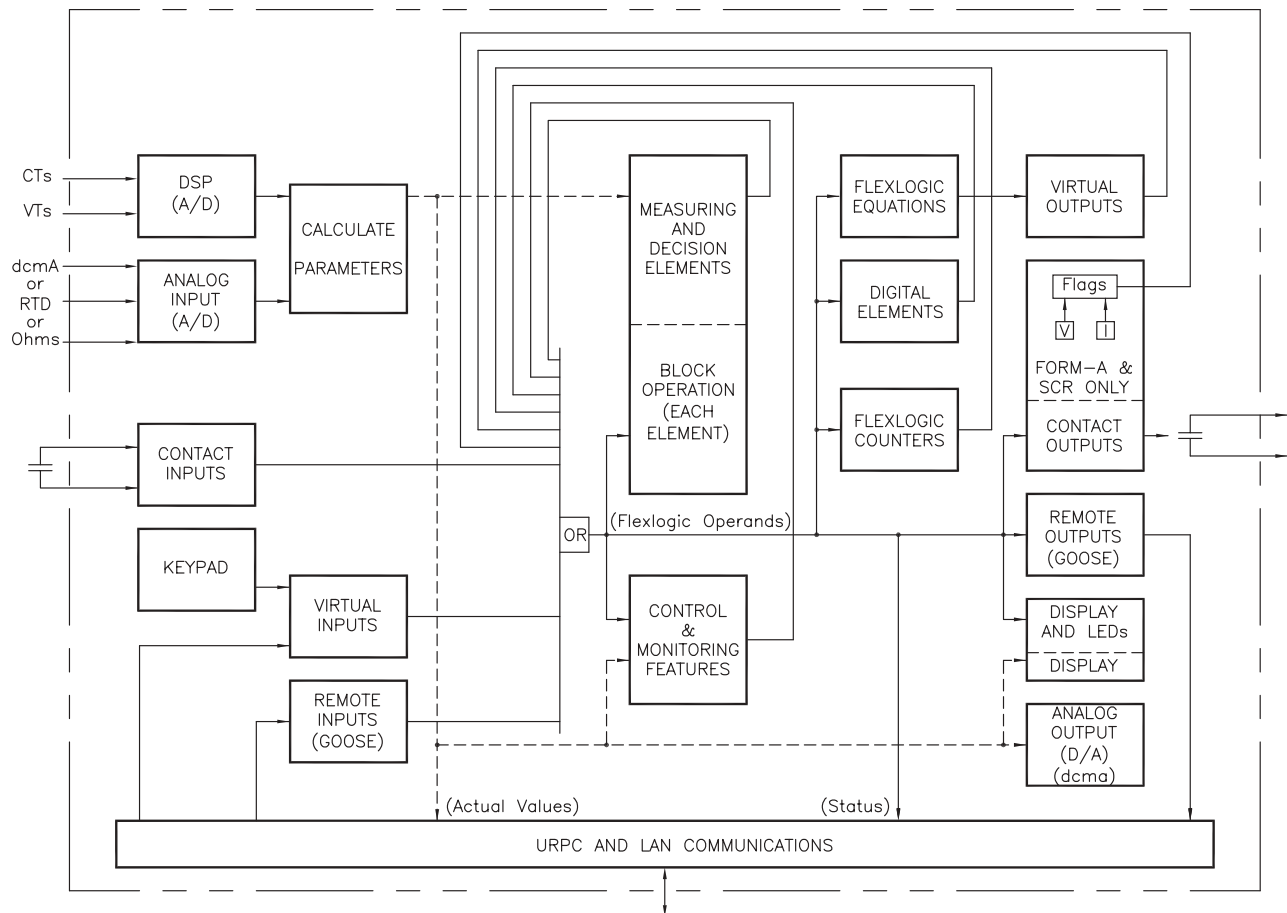 CTs
VTs
dcmA
or
RTD
or
Ohms
DSP
(A/D)
ANALOG
INPUT
(A/D)
CALCULATE
PARAMETERS
CONTACT
INPUTS
KEYPAD
VIRTUAL
INPUTS
REMOTE
INPUTS
(GOOSE)
OR
(Flexlogic Operands)
MEASURING
AND
DECISION
ELEMENTS
BLOCK
OPERATION
(EACH
ELEMENT)
CONTROL
&
MONITORING
FEATURES
FLEXLOGIC
EQUATIONS
DIGITAL
ELEMENTS
FLEXLOGIC
COUNTERS
VIRTUAL
OUTPUTS
Flags
V
I
FORM-A &
SCR ONLY
CONTACT
OUTPUTS
REMOTE
OUTPUTS
(GOOSE)
DISPLAY
AND LEDs
DISPLAY
ANALOG
OUTPUT
(D/A)
(dcma)
(Actual Values)
(Status)
URPC AND LAN COMMUNICATIONS